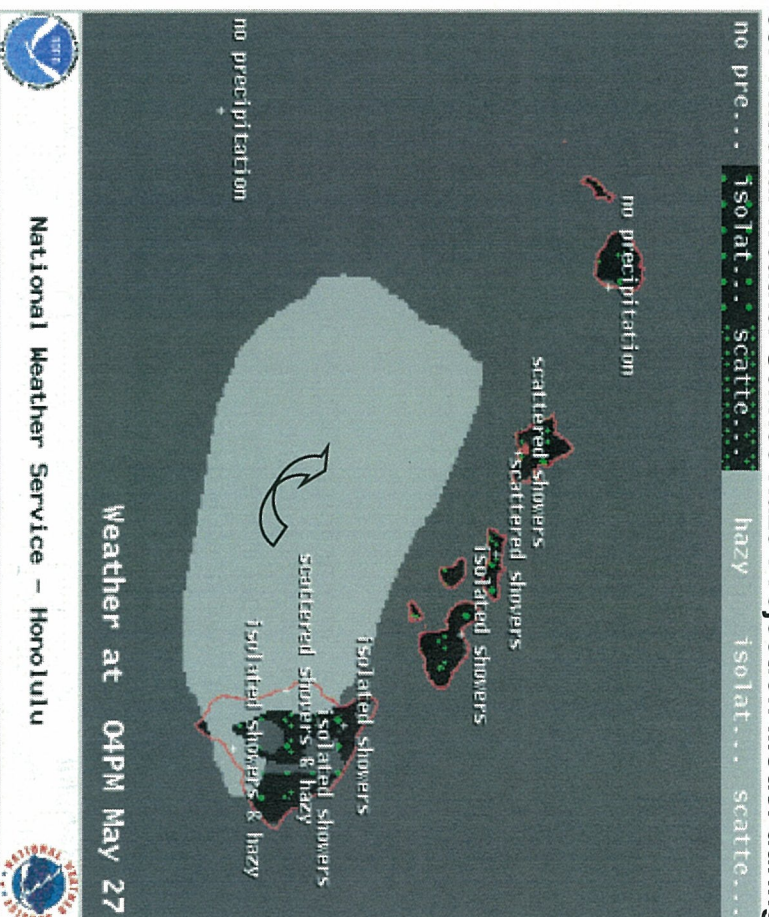 no pre... isolat... scatte... hazy isolat... scatte...
no precipitation
scattered showers
scattered showers
isolated showers
isolated showers
isolated showers
scattered showers & hazy
isolated showers & hazy
no precipitation
Weather at 04PM May 27
National Weather Service - Honolulu